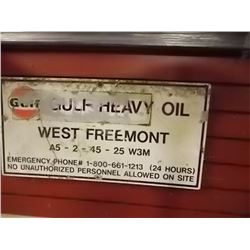 Gulf GULF HEAVY OIL
WEST FREEMONT
A5 - 2 - 45 - 25 W3M
EMERGENCY PHONE# 1-800-661-1213 (24 HOURS)
NO UNAUTHORIZED PERSONNEL ALLOWED ON SITE